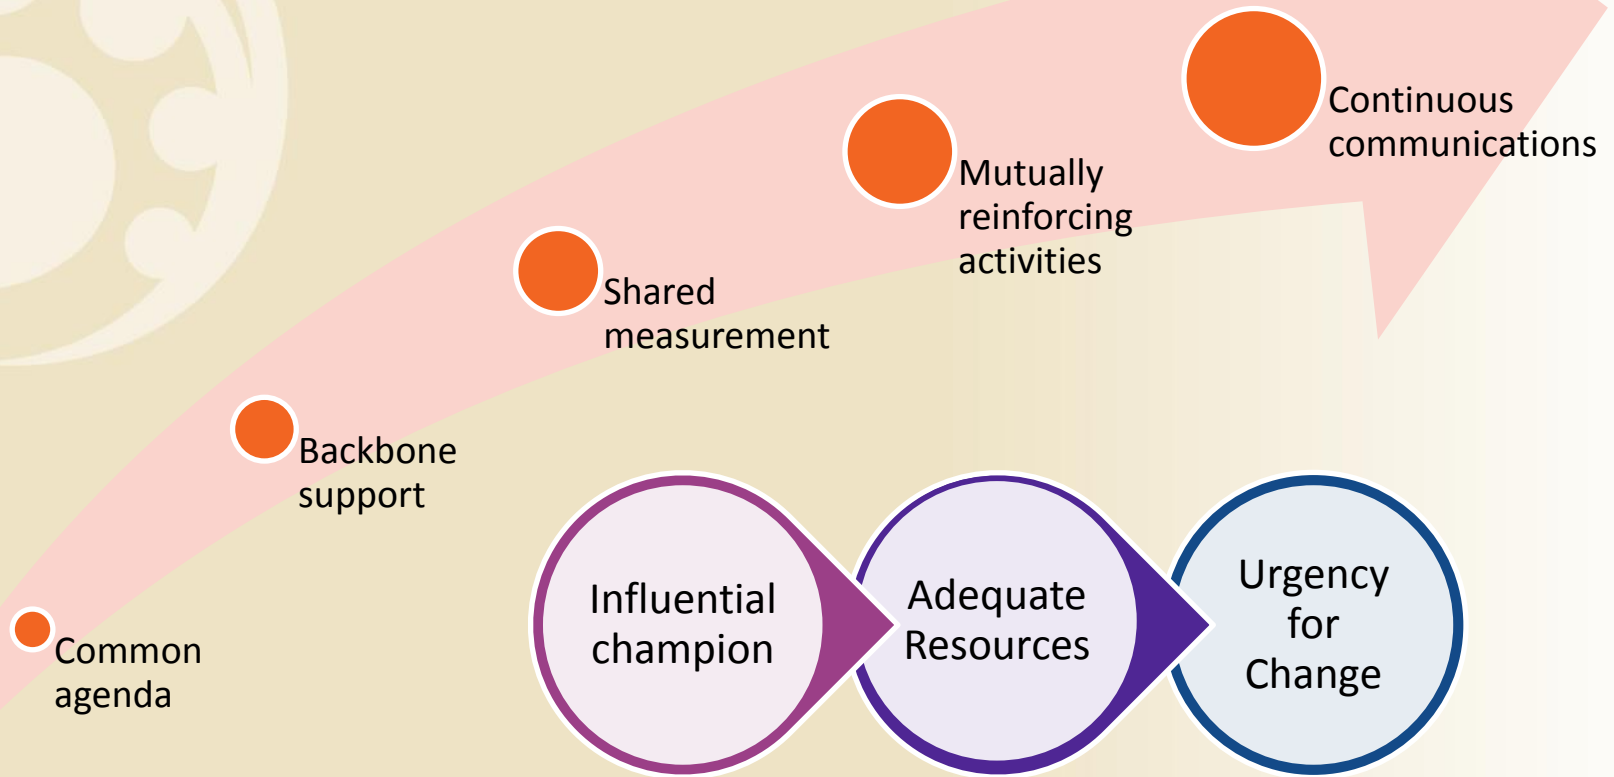 Common
agenda
Backbone
support
Shared
measurement
Mutually
reinforcing
activities
Continuous
communications
Influential
champion
Adequate
Resources
Urgency
for
Change